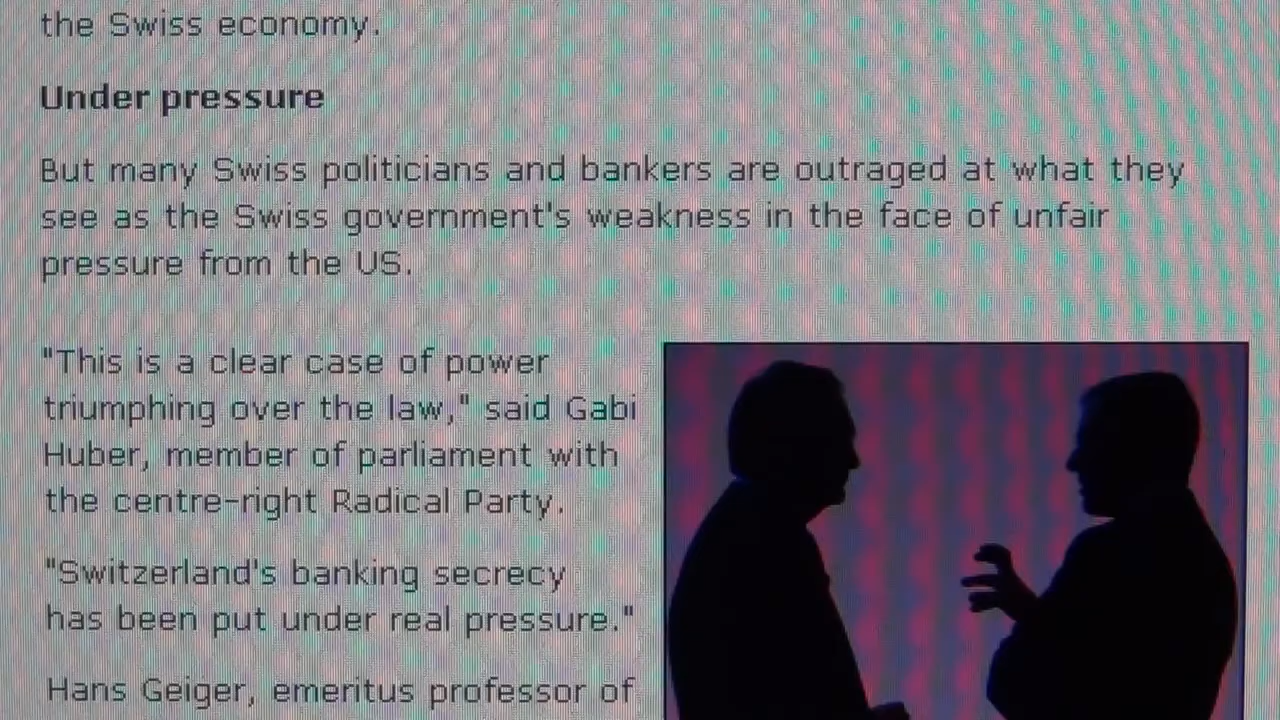 the Swiss economy.
Under pressure
But many Swiss politicians and bankers are outraged at what they
see as the Swiss government's weakness in the face of unfair
pressure from the US.
"This is a clear case of power
triumphing over the law," said Gabi
Huber, member of parliament with
the centre-right Radical Party.
"Switzerland's banking secrecy
has been put under real pressure."
Hans Geiger, emeritus professor of